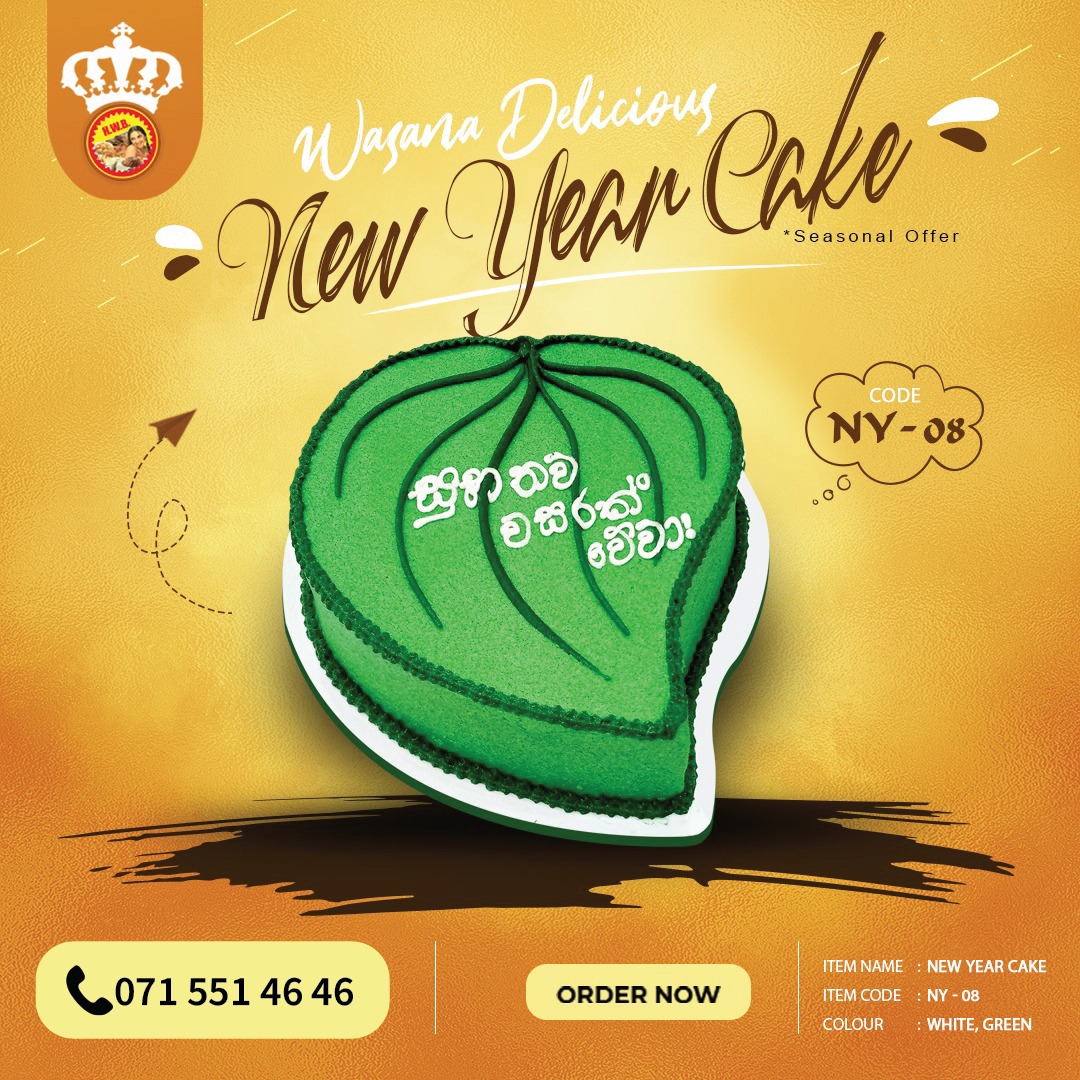 N.W.B.
Wasana Delicious
New Year Cake
*Seasonal Offer
CODE
NY-08
සුභ නව
වසරක්
වේවා!
071 551 46 46
ORDER NOW
ITEM NAME : NEW YEAR CAKE
ITEM CODE : NY - 08
COLOUR : WHITE, GREEN